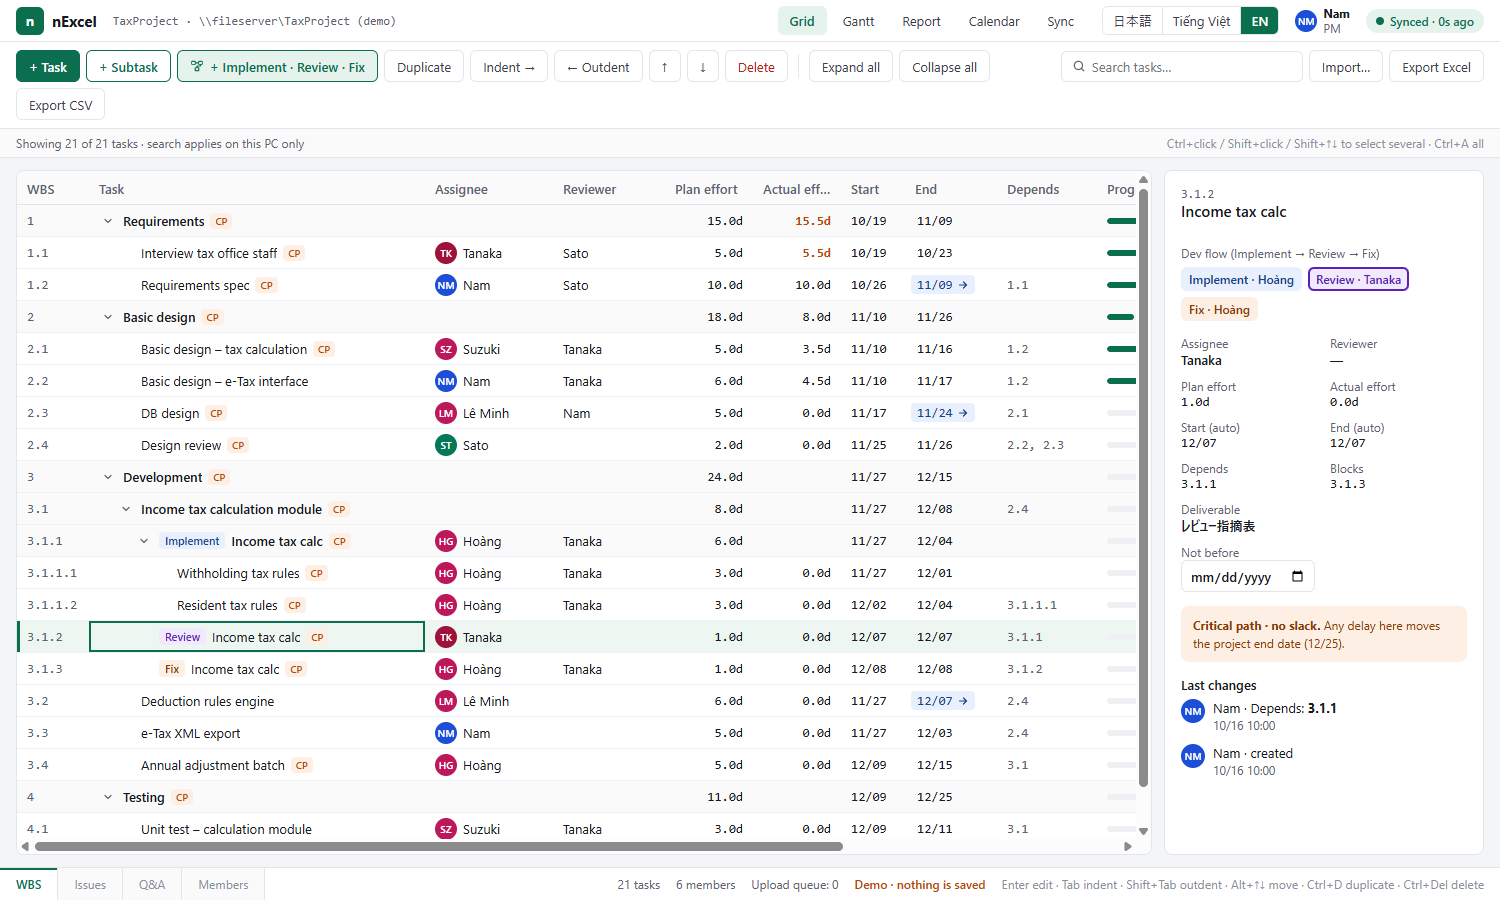 n nExcel TaxProject · \\fileserver\TaxProject (demo) Grid Gantt Report Calendar Sync 日本語 Tiếng Việt EN NM Nam PM Synced · 0s ago
+ Task + Subtask + Implement · Review · Fix Duplicate Indent → ← Outdent ↑ ↓ Delete Expand all Collapse all Search tasks... Import... Export Excel
Export CSV
Showing 21 of 21 tasks · search applies on this PC only Ctrl+click / Shift+click / Shift+↑↓ to select several · Ctrl+A all
WBS Task Assignee Reviewer Plan effort Actual eff... Start End Depends Prog
1 Requirements CP 15.0d 15.5d 10/19 11/09
1.1 Interview tax office staff CP TK Tanaka Sato 5.0d 5.5d 10/19 10/23
1.2 Requirements spec CP NM Nam Sato 10.0d 10.0d 10/26 11/09 → 1.1
2 Basic design CP 18.0d 8.0d 11/10 11/26
2.1 Basic design – tax calculation CP SZ Suzuki Tanaka 5.0d 3.5d 11/10 11/16 1.2
2.2 Basic design – e-Tax interface NM Nam Tanaka 6.0d 4.5d 11/10 11/17 1.2
2.3 DB design CP LM Lê Minh Nam 5.0d 0.0d 11/17 11/24 → 2.1
2.4 Design review CP ST Sato 2.0d 0.0d 11/25 11/26 2.2, 2.3
3 Development CP 24.0d 11/27 12/15
3.1 Income tax calculation module CP 8.0d 11/27 12/08 2.4
3.1.1 Implement Income tax calc CP HG Hoàng Tanaka 6.0d 11/27 12/04
3.1.1.1 Withholding tax rules CP HG Hoàng Tanaka 3.0d 0.0d 11/27 12/01
3.1.1.2 Resident tax rules CP HG Hoàng Tanaka 3.0d 0.0d 12/02 12/04 3.1.1.1
3.1.2 Review Income tax calc CP TK Tanaka 1.0d 0.0d 12/07 12/07 3.1.1
3.1.3 Fix Income tax calc CP HG Hoàng Tanaka 1.0d 0.0d 12/08 12/08 3.1.2
3.2 Deduction rules engine LM Lê Minh 6.0d 0.0d 11/27 12/07 → 2.4
3.3 e-Tax XML export NM Nam 5.0d 0.0d 11/27 12/03 2.4
3.4 Annual adjustment batch CP HG Hoàng 5.0d 0.0d 12/09 12/15 3.1
4 Testing CP 11.0d 12/09 12/25
4.1 Unit test – calculation module SZ Suzuki Tanaka 3.0d 0.0d 12/09 12/11 3.1
3.1.2
Income tax calc
Dev flow (Implement → Review → Fix)
Implement · Hoàng Review · Tanaka
Fix · Hoàng
Assignee Reviewer
Tanaka —
Plan effort Actual effort
1.0d 0.0d
Start (auto) End (auto)
12/07 12/07
Depends Blocks
3.1.1 3.1.3
Deliverable
レビュー指摘表
Not before
mm/dd/yyyy
Critical path · no slack. Any delay here moves
the project end date (12/25).
Last changes
NM Nam · Depends: 3.1.1
10/16 10:00
NM Nam · created
10/16 10:00
WBS Issues Q&A Members 21 tasks 6 members Upload queue: 0 Demo · nothing is saved Enter edit · Tab indent · Shift+Tab outdent · Alt+↑↓ move · Ctrl+D duplicate · Ctrl+Del delete